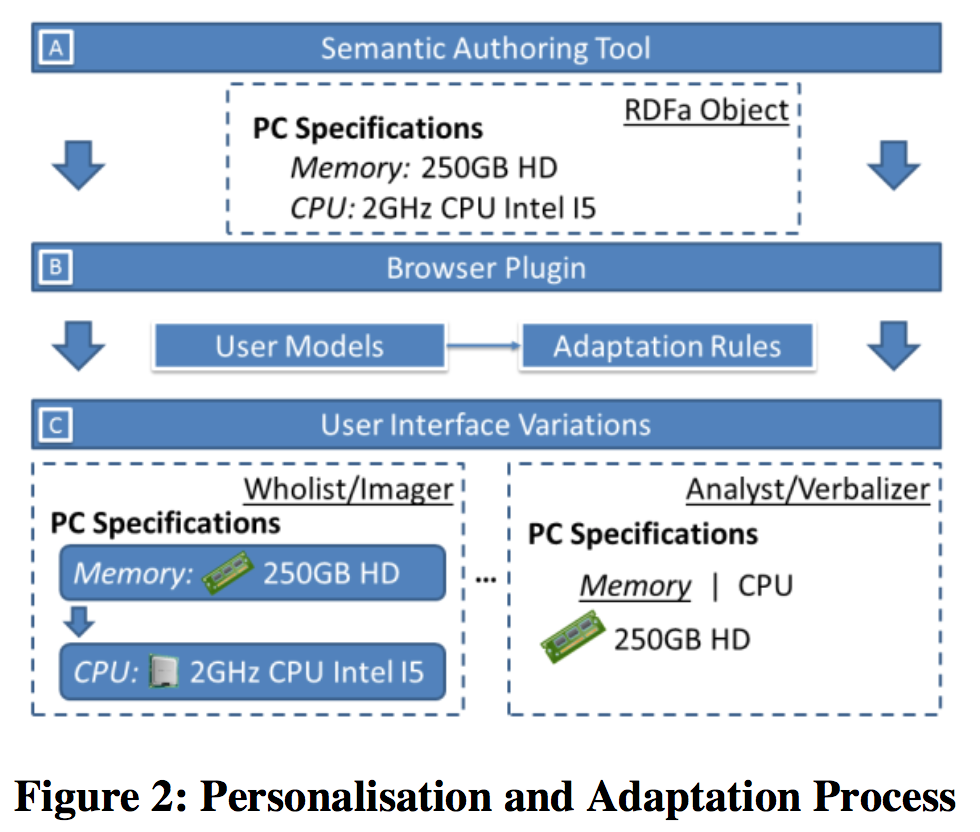 A
Semantic Authoring Tool
RDFa Object
PC Specifications
Memory: 250GB HD
CPU: 2GHz CPU Intel I5
B
Browser Plugin
User Models
Adaptation Rules
C
User Interface Variations
Wholist/Imager
PC Specifications
Memory: 250GB HD
CPU: 2GHz CPU Intel I5
...
Analyst/Verbalizer
PC Specifications
Memory | CPU
250GB HD
Figure 2: Personalisation and Adaptation Process